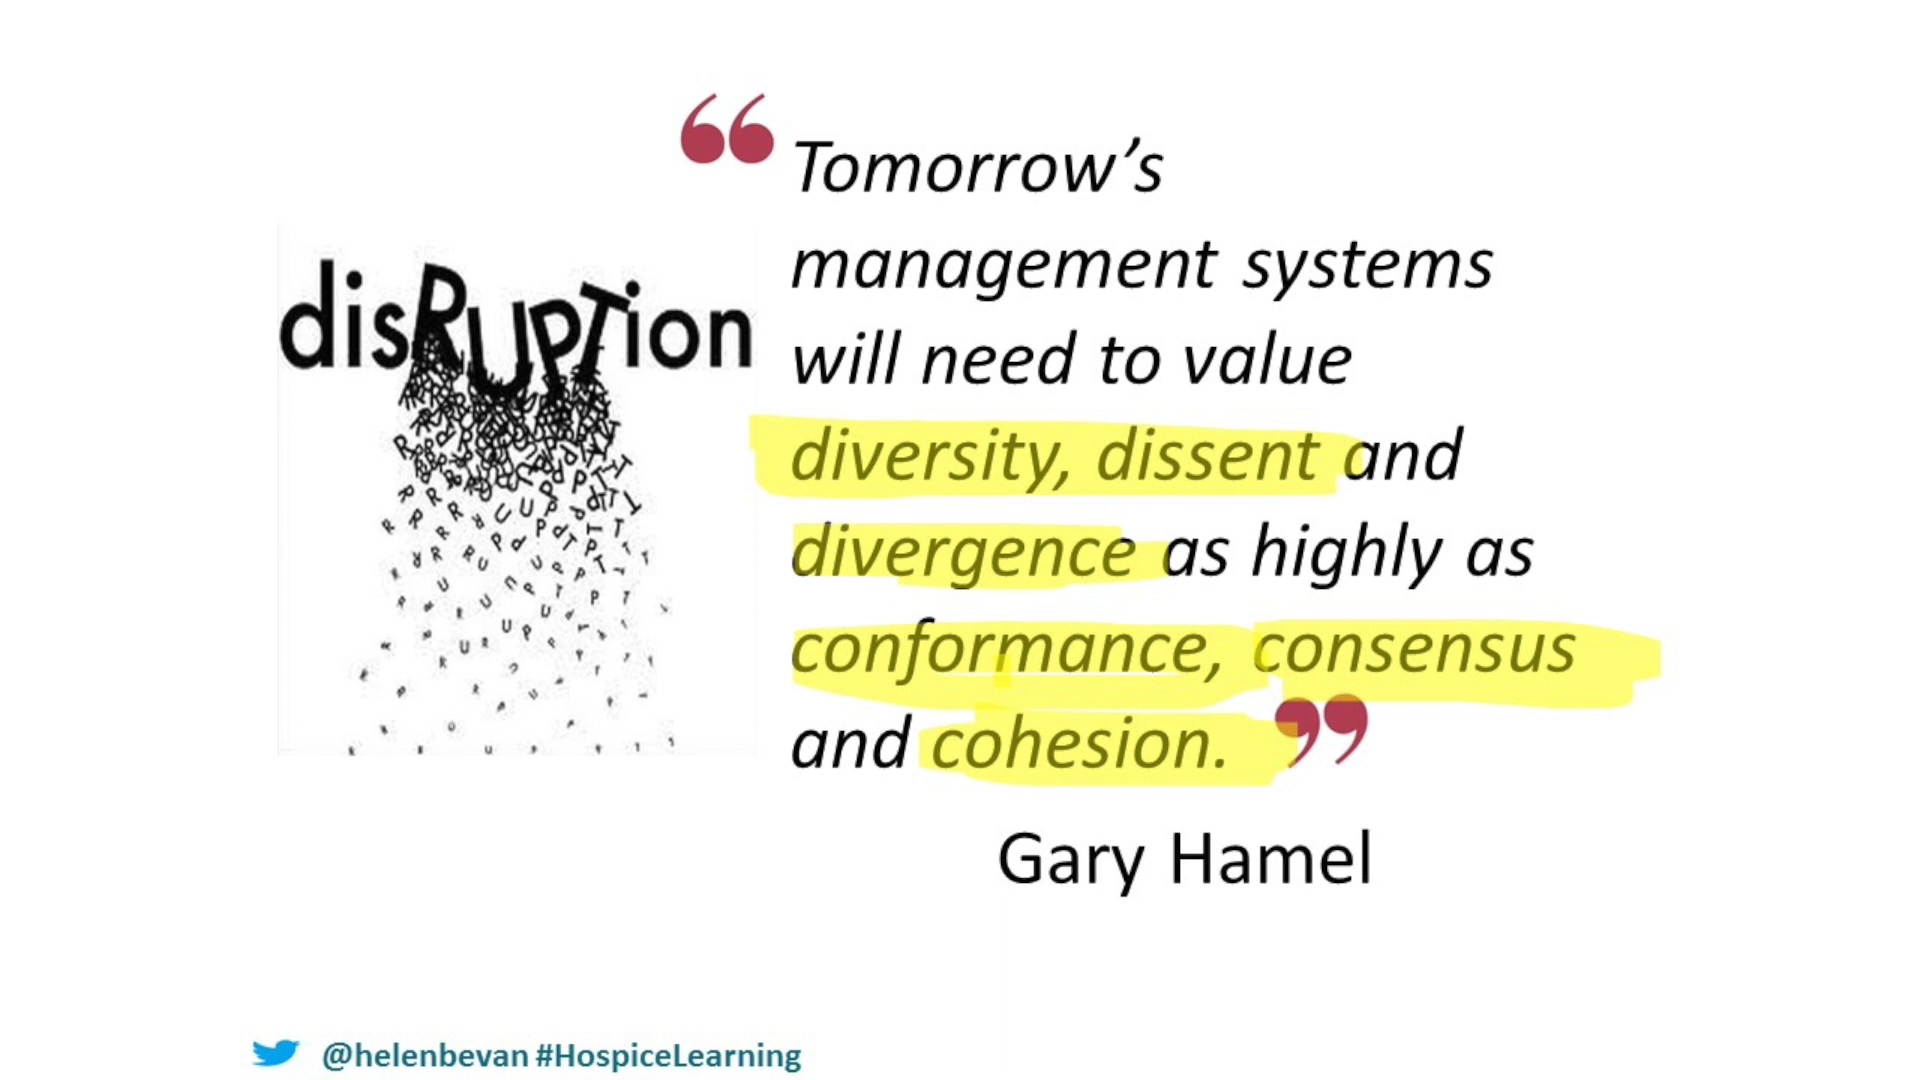 “ Tomorrow’s
management systems
will need to value
diversity, dissent and
divergence as highly as
conformance, consensus
and cohesion. ”
Gary Hamel
disRUPTion
@helenbevan #HospiceLearning